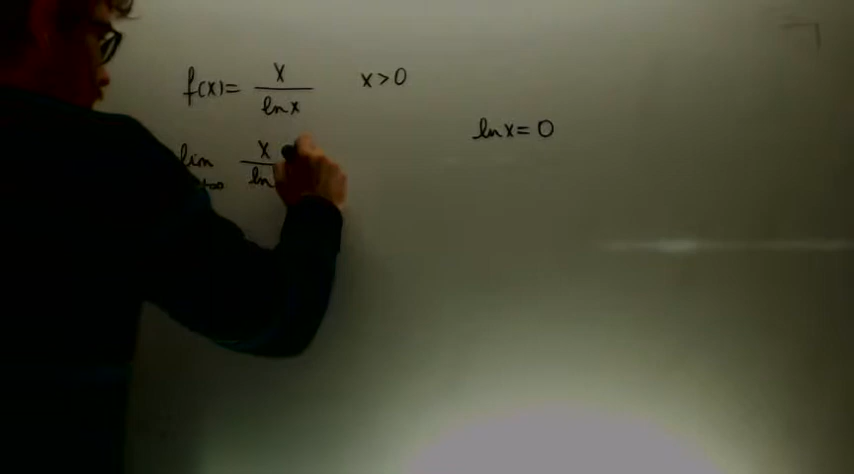 f(x)= x/ln x   x>0
ln x=0
lim x/ln